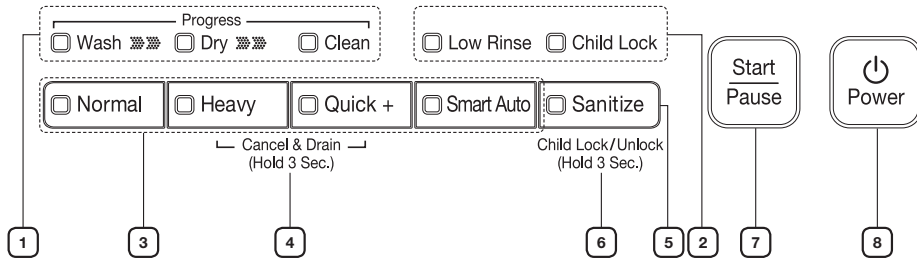 Progress
Wash Dry Clean Low Rinse Child Lock
Normal Heavy Quick + Smart Auto Sanitize
Start
Pause
Power
Cancel & Drain
(Hold 3 Sec.)
Child Lock/Unlock
(Hold 3 Sec.)
1 3 4 6 5 2 7 8